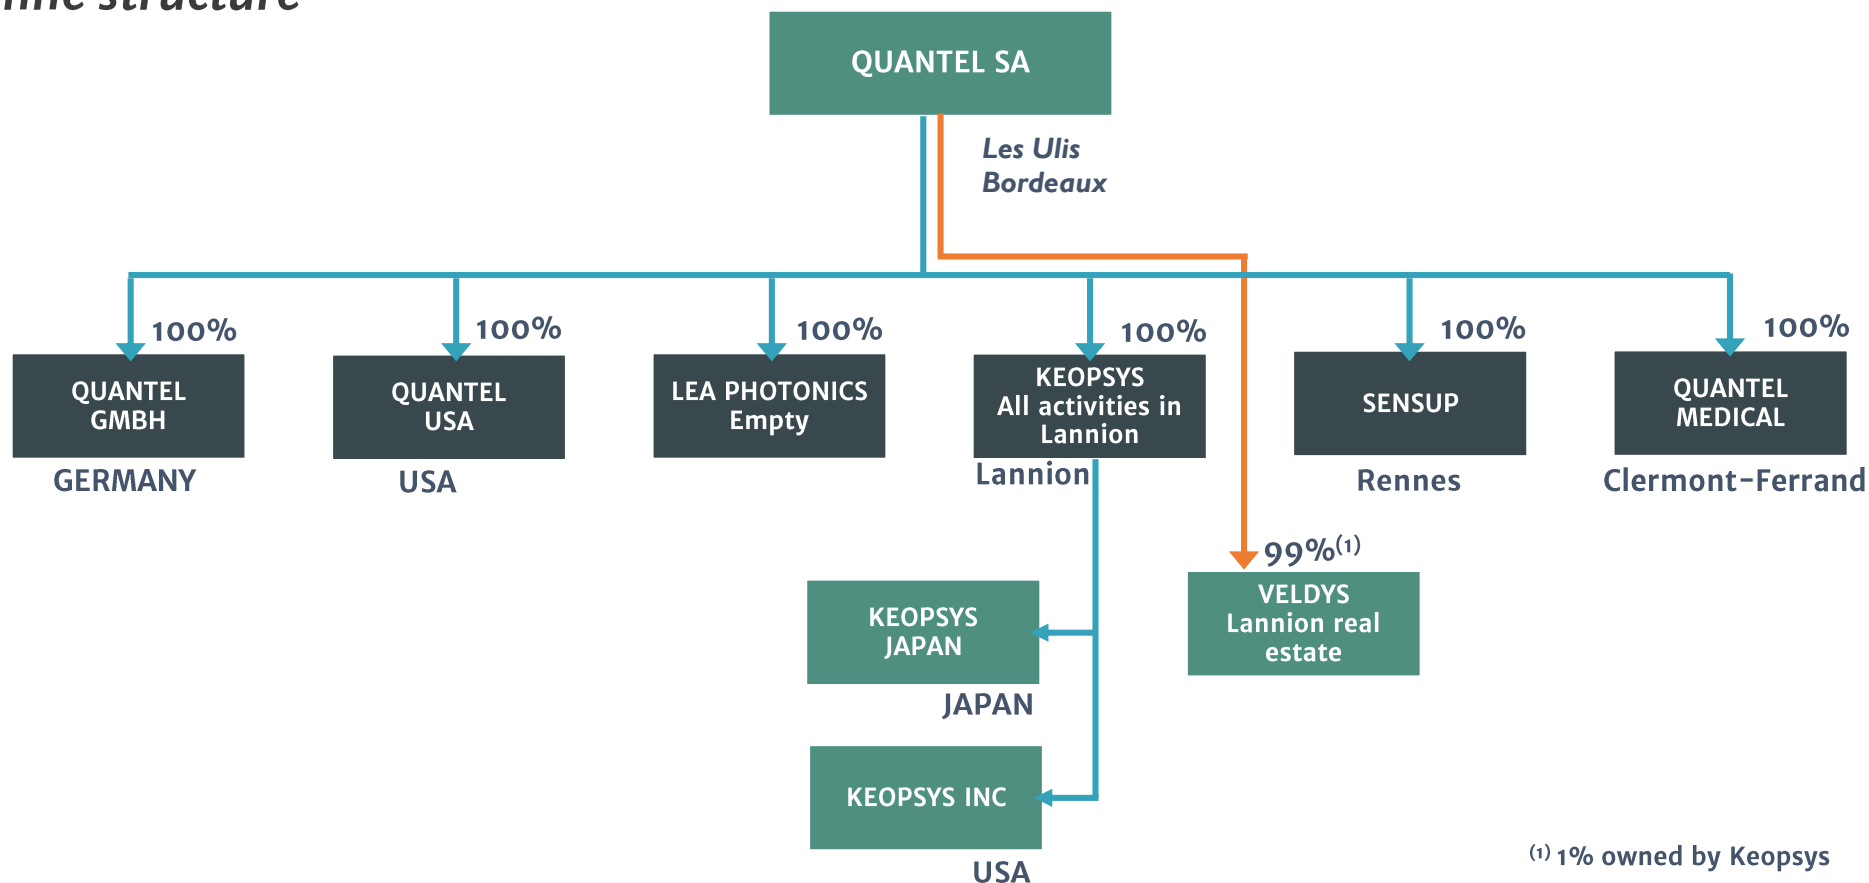 structure
QUANTEL SA
Les Ulis
Bordeaux
100%
100%
100%
100%
100%
100%
QUANTEL
GMBH
QUANTEL
USA
LEA PHOTONICS
Empty
KEOPSYS
All activities in
Lannion
SENSUP
QUANTEL
MEDICAL
GERMANY
USA
Lannion
Rennes
Clermont-Ferrand
99%(1)
VELDYS
Lannion real
estate
KEOPSYS
JAPAN
JAPAN
KEOPSYS INC
USA
(1) 1% owned by Keopsys